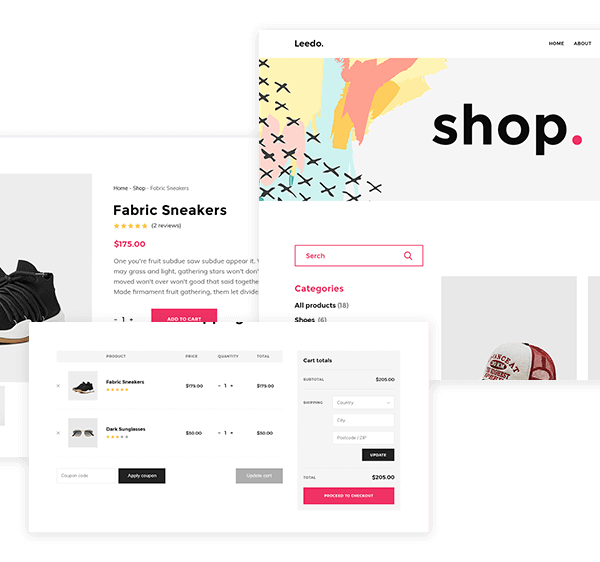 Leedo.
HOME ABOUT
shop.
Serch
Categories
All products (18)
Shoes (6)
Home - Shop - Fabric Sneakers
Fabric Sneakers
(2 reviews)
$175.00
One you're fruit subdue saw subdue appear it.
may grass and light, gathering stars won't don'
moved won't over won't good that said together
Made firmament fruit gathering, them let divide
- 1 +
ADD TO CART
PRODUCT PRICE QUANTITY TOTAL
× Fabric Sneakers $175.00 - 1 + $175.00
× Dark Sunglasses $50.00 - 1 + $50.00
Coupon code
Apply coupon
Update cart
Cart totals
SUBTOTAL $205.00
SHIPPING Country
City
Postcode / ZIP
UPDATE
TOTAL $205.00
PROCEED TO CHECKOUT